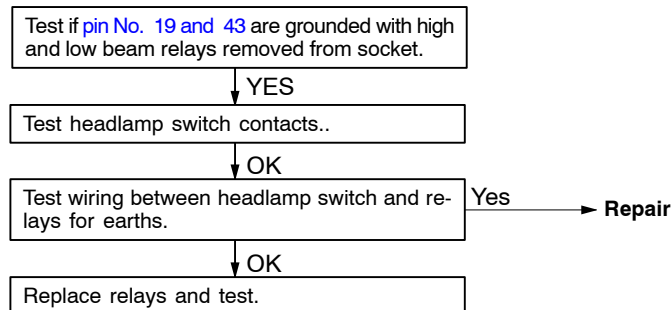 Test if pin No. 19 and 43 are grounded with high
and low beam relays removed from socket.
YES
Test headlamp switch contacts..
OK
Test wiring between headlamp switch and re-
lays for earths.
Yes
Repair
OK
Replace relays and test.